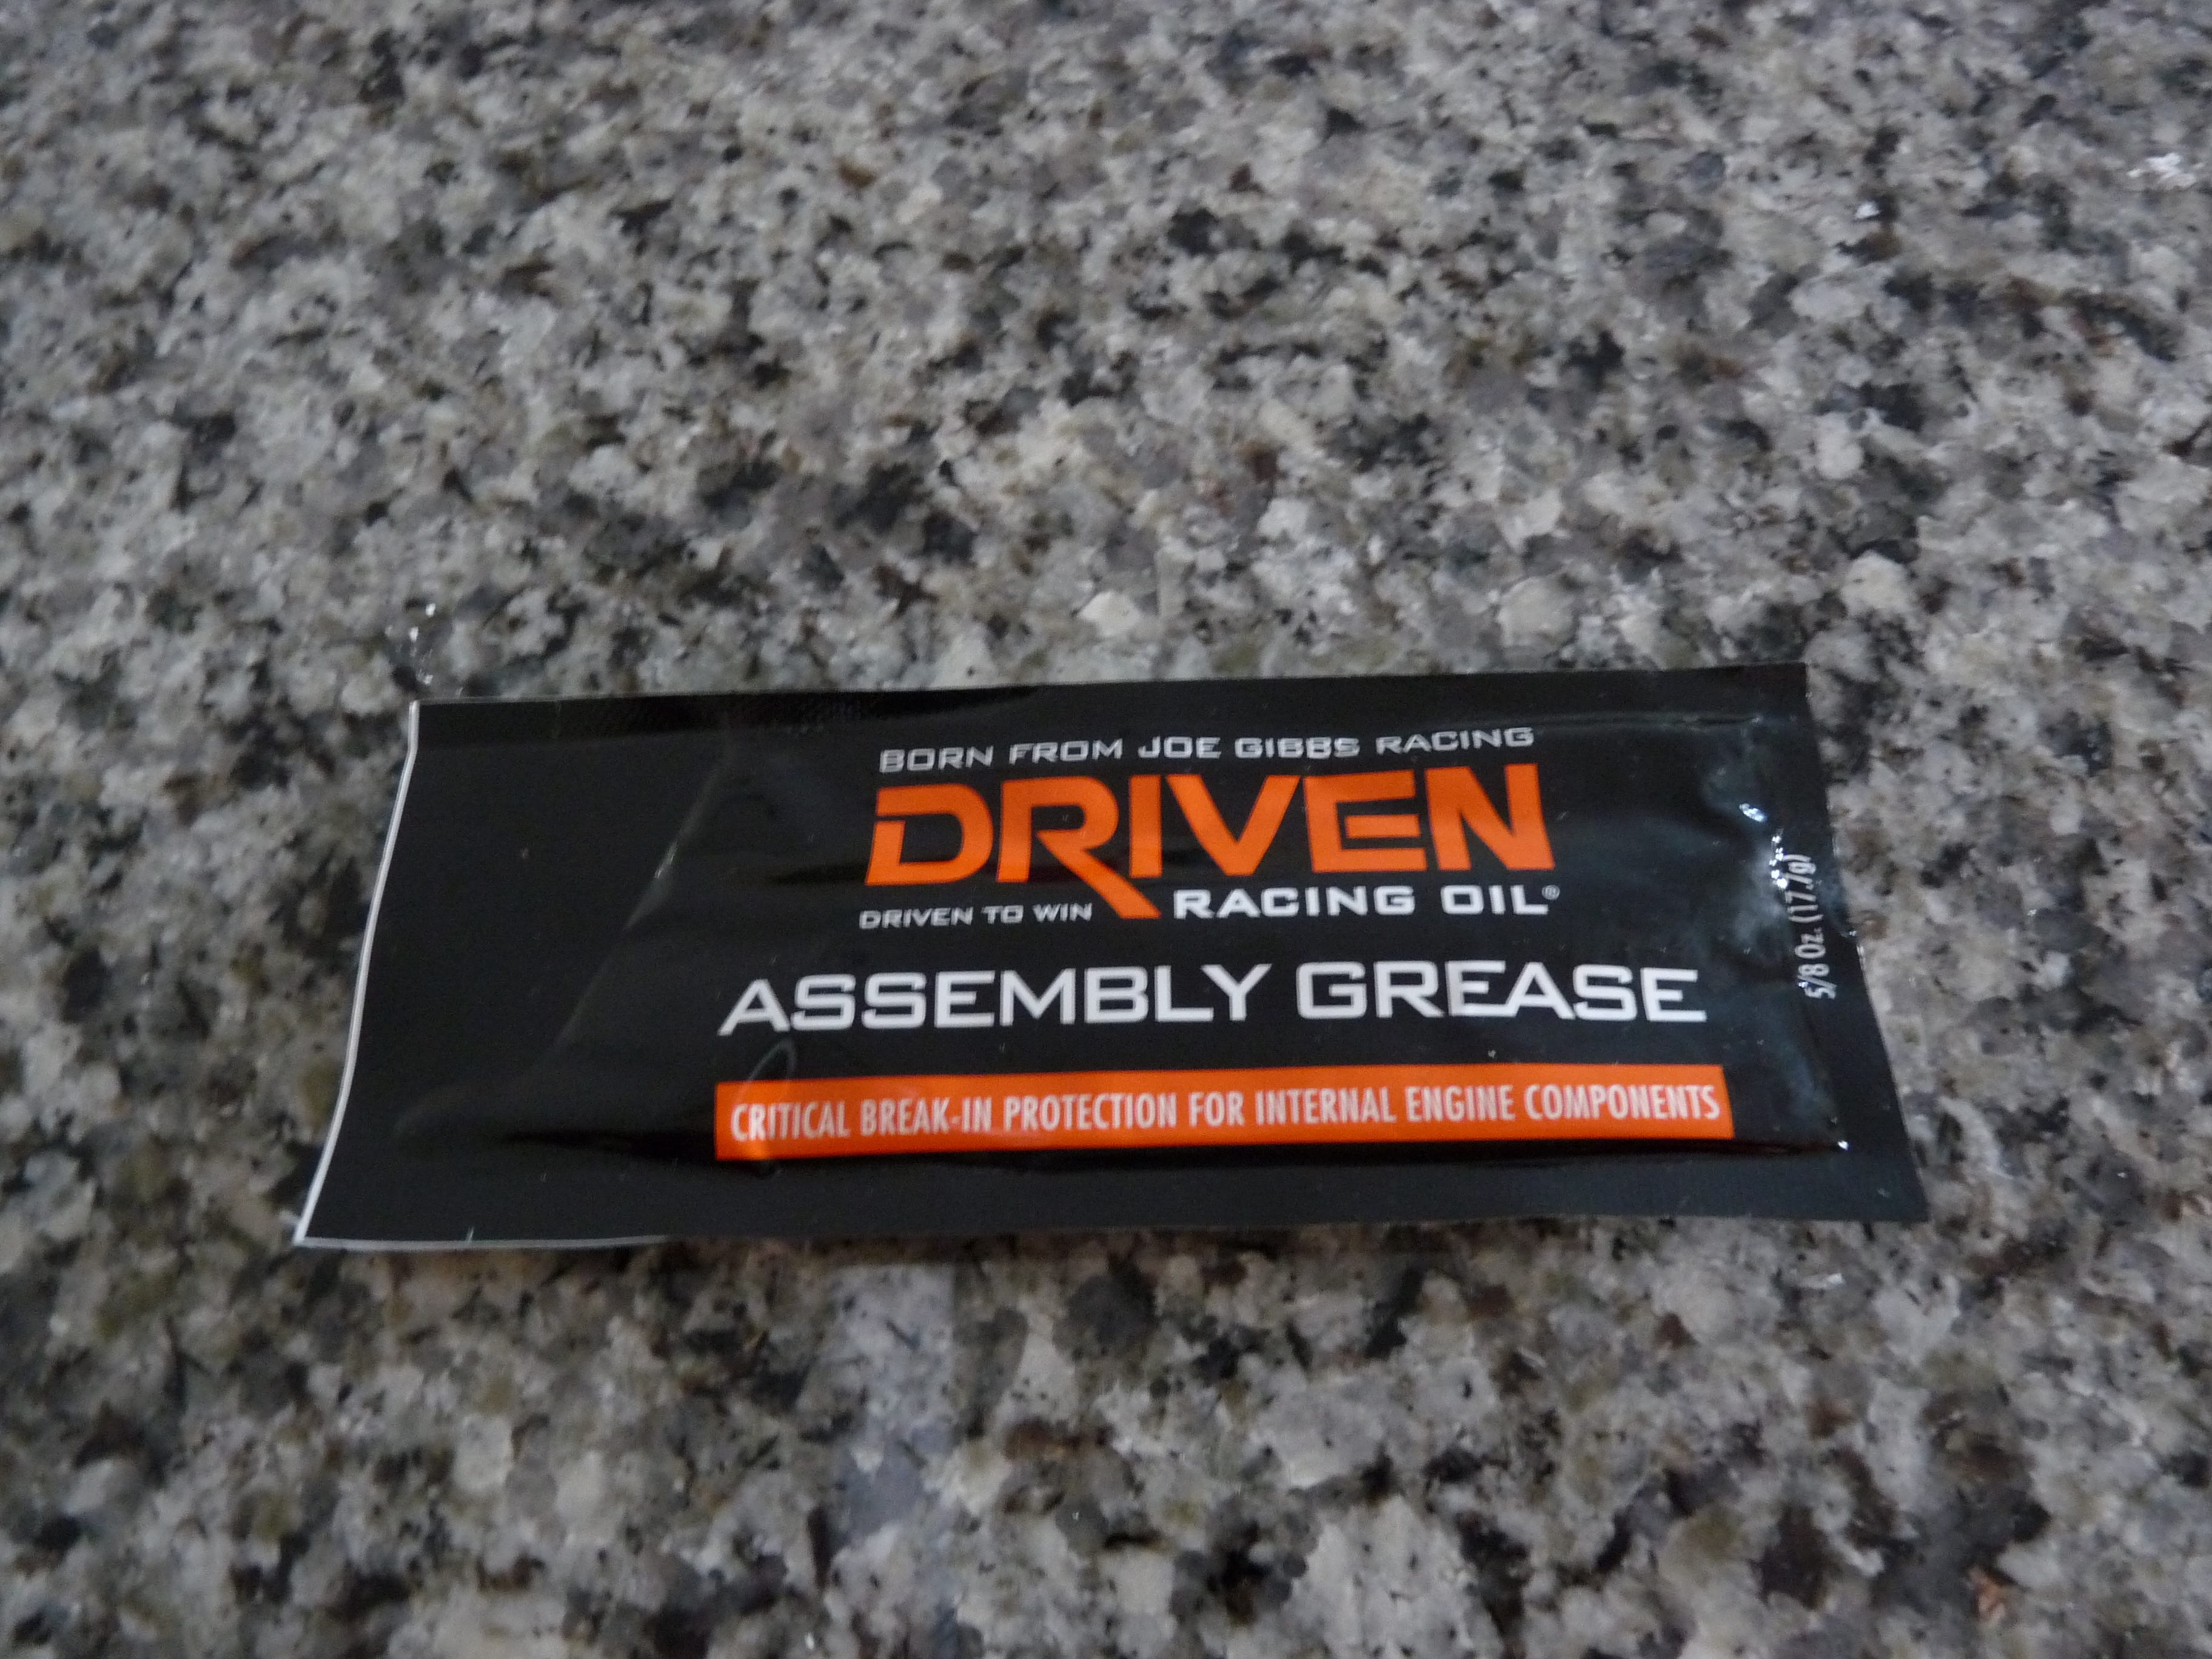 BORN FROM JOE GIBBS RACING
DRIVEN
DRIVEN TO WIN RACING OIL®
ASSEMBLY GREASE
CRITICAL BREAK-IN PROTECTION FOR INTERNAL ENGINE COMPONENTS
5/8 Oz. (17.7g)